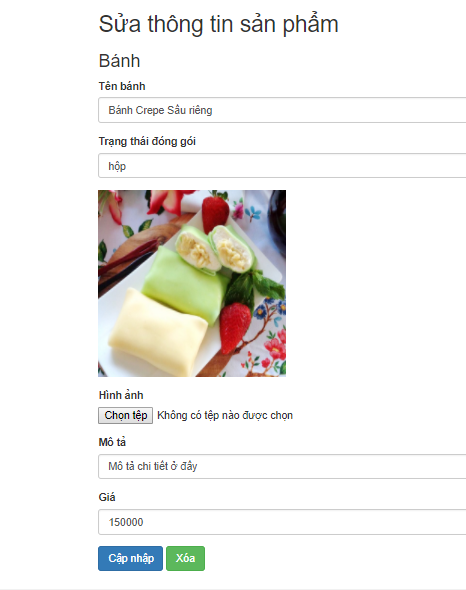 Sửa thông tin sản phẩm
Bánh
Tên bánh
Bánh Crepe Sầu riêng
Trạng thái đóng gói
hộp
Hình ảnh
Chọn tệp Không có tệp nào được chọn
Mô tả
Mô tả chi tiết ở đấy
Giá
150000
Cập nhập Xóa